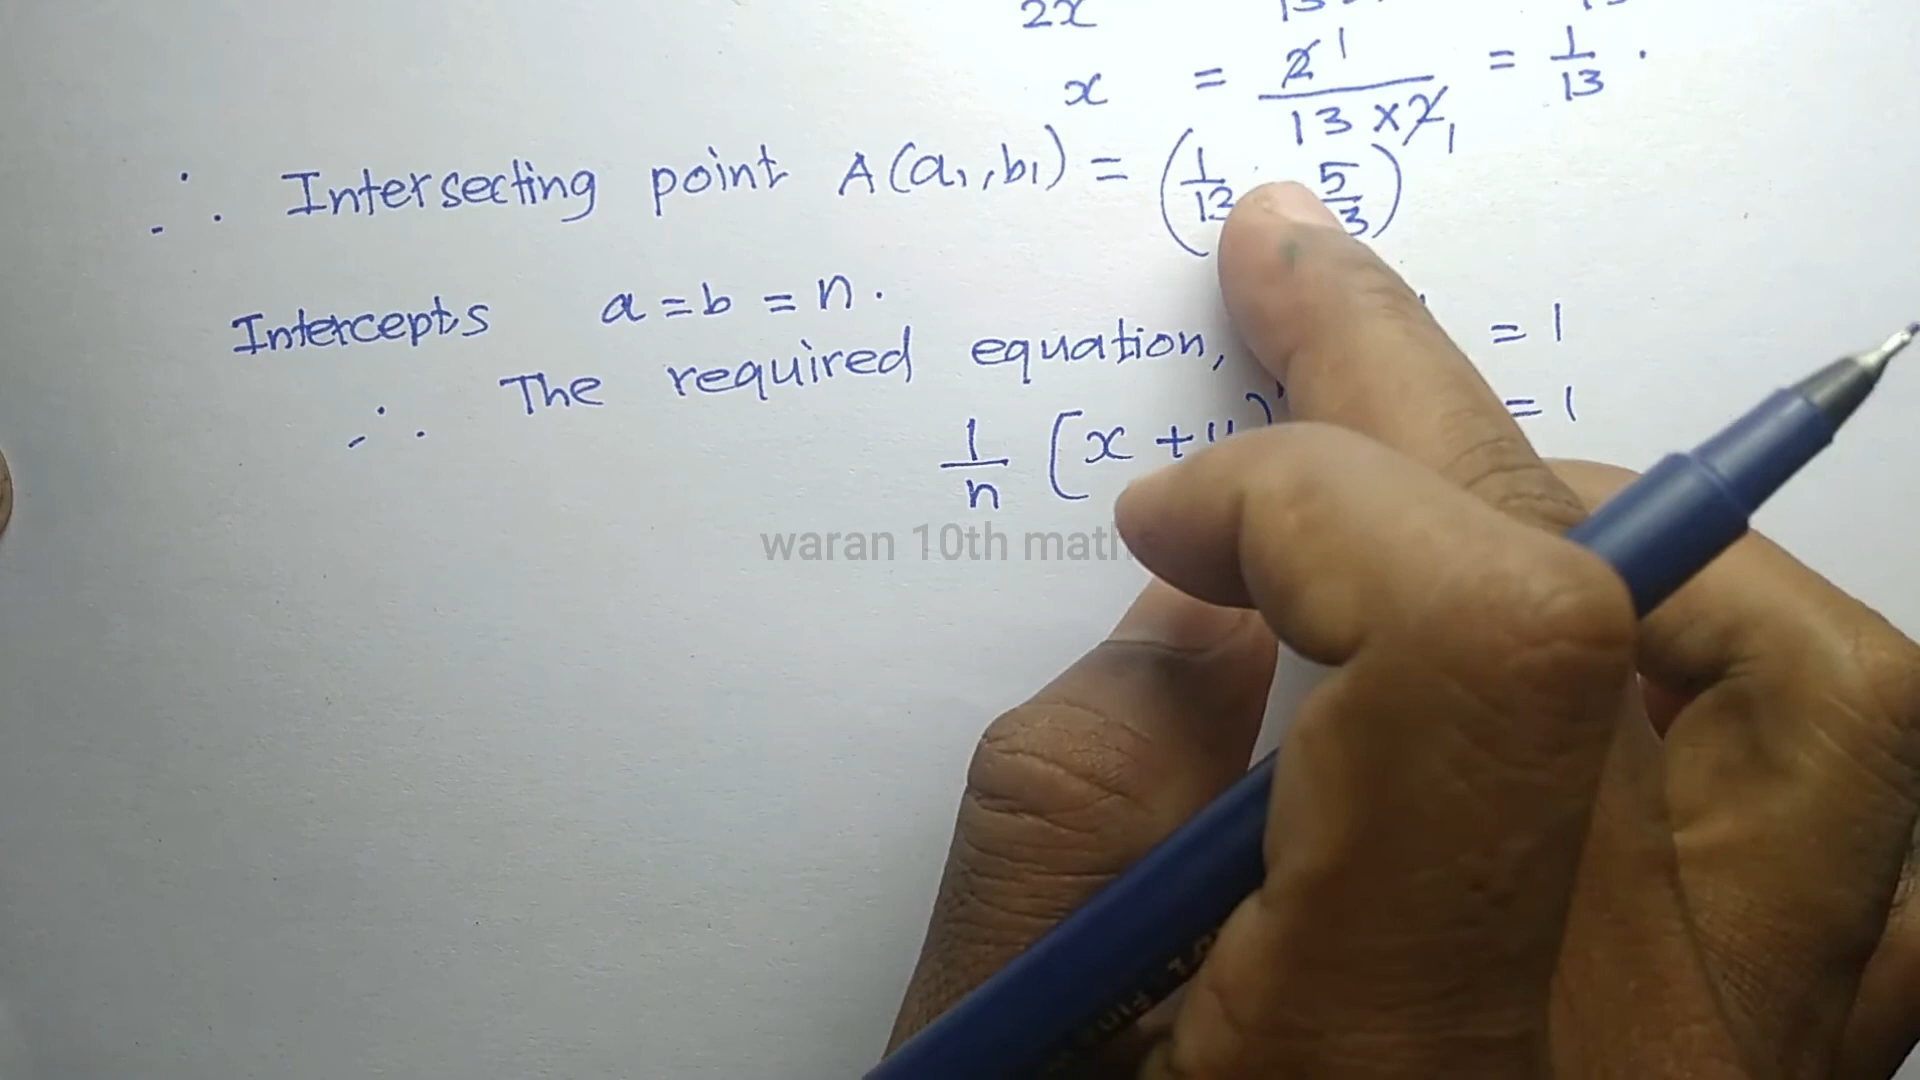 2x
x = 2 1 / 13 × 2 1 = 1/13 .
∴ Intersecting point A(a₁, b₁) = (1/13 5/3)
Intercepts a = b = n.
∴ The required equation, = 1
1/n [x + y = 1
waran 10th math